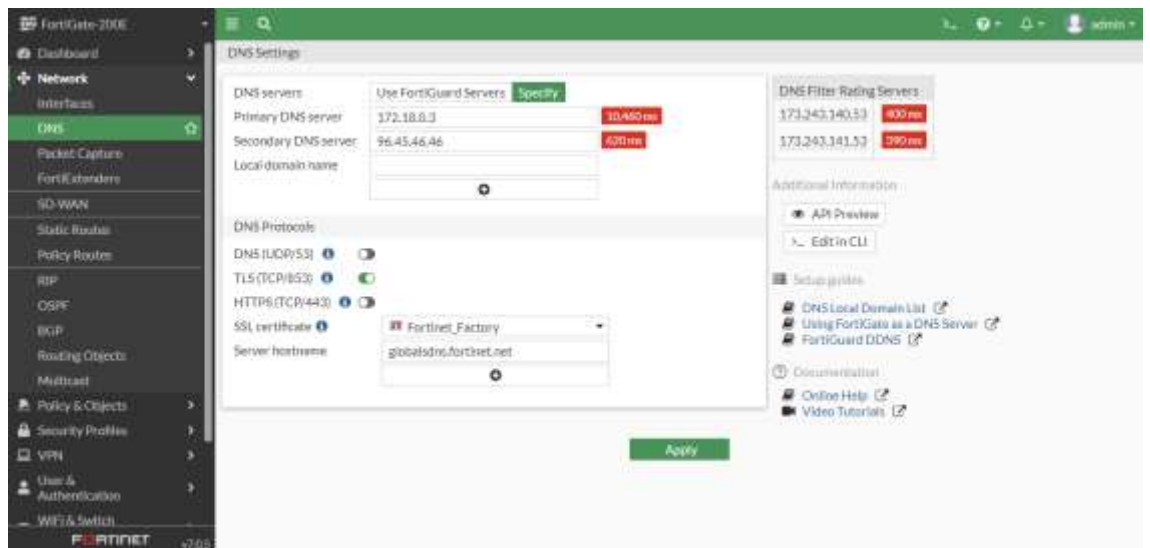 FortiGate-200E
admin
Dashboard
Network
Interfaces
DNS
Packet Capture
FortiExtenders
SD-WAN
Static Routes
Policy Routes
RIP
OSPF
BGP
Routing Objects
Multicast
Policy & Objects
Security Profiles
VPN
User &
Authentication
WiFi & Switch
FORTINET
v7.0.5
DNS Settings
DNS servers
Use FortiGuard Servers Specify
Primary DNS server
172.18.8.3
10,460 ms
Secondary DNS server
96.45.46.46
620 ms
Local domain name
DNS Protocols
DNS (UDP/53)
TLS (TCP/853)
HTTPS (TCP/443)
SSL certificate
Fortinet_Factory
Server hostname
globalsdns.fortinet.net
Apply
DNS Filter Rating Servers
173.243.140.53 400 ms
173.243.141.53 390 ms
Additional Information
API Preview
>_ Edit in CLI
Setup guides
DNS Local Domain List
Using FortiGate as a DNS Server
FortiGuard DDNS
Documentation
Online Help
Video Tutorials